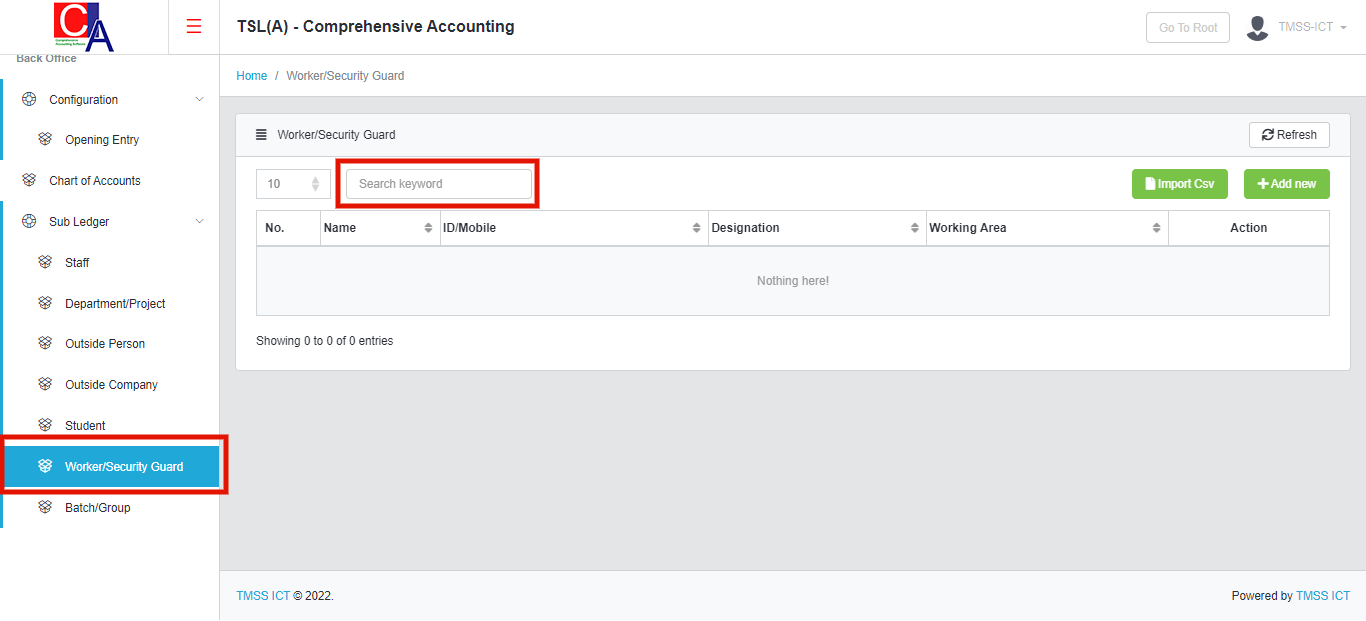 CA
Comprehensive
Accounting Software
TSL(A) - Comprehensive Accounting
Go To Root
TMSS-ICT
Back Office
Home / Worker/Security Guard
Configuration
Opening Entry
Chart of Accounts
Sub Ledger
Staff
Department/Project
Outside Person
Outside Company
Student
Worker/Security Guard
Batch/Group
Worker/Security Guard
Refresh
10
Search keyword
Import Csv
Add new
No. Name ID/Mobile Designation Working Area Action
Nothing here!
Showing 0 to 0 of 0 entries
TMSS ICT © 2022.
Powered by TMSS ICT